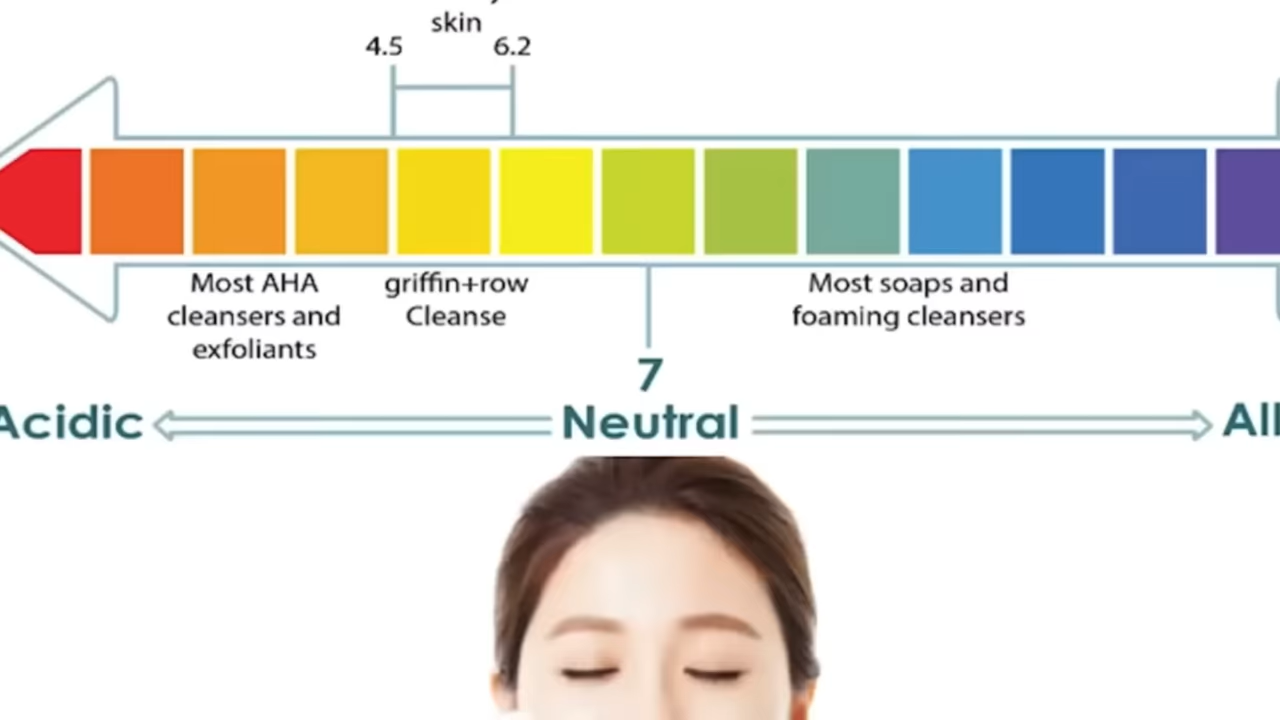 skin
4.5 6.2
Most AHA
cleansers and
exfoliants
griffin+row
Cleanse
Most soaps and
foaming cleansers
7
Acidic
Neutral